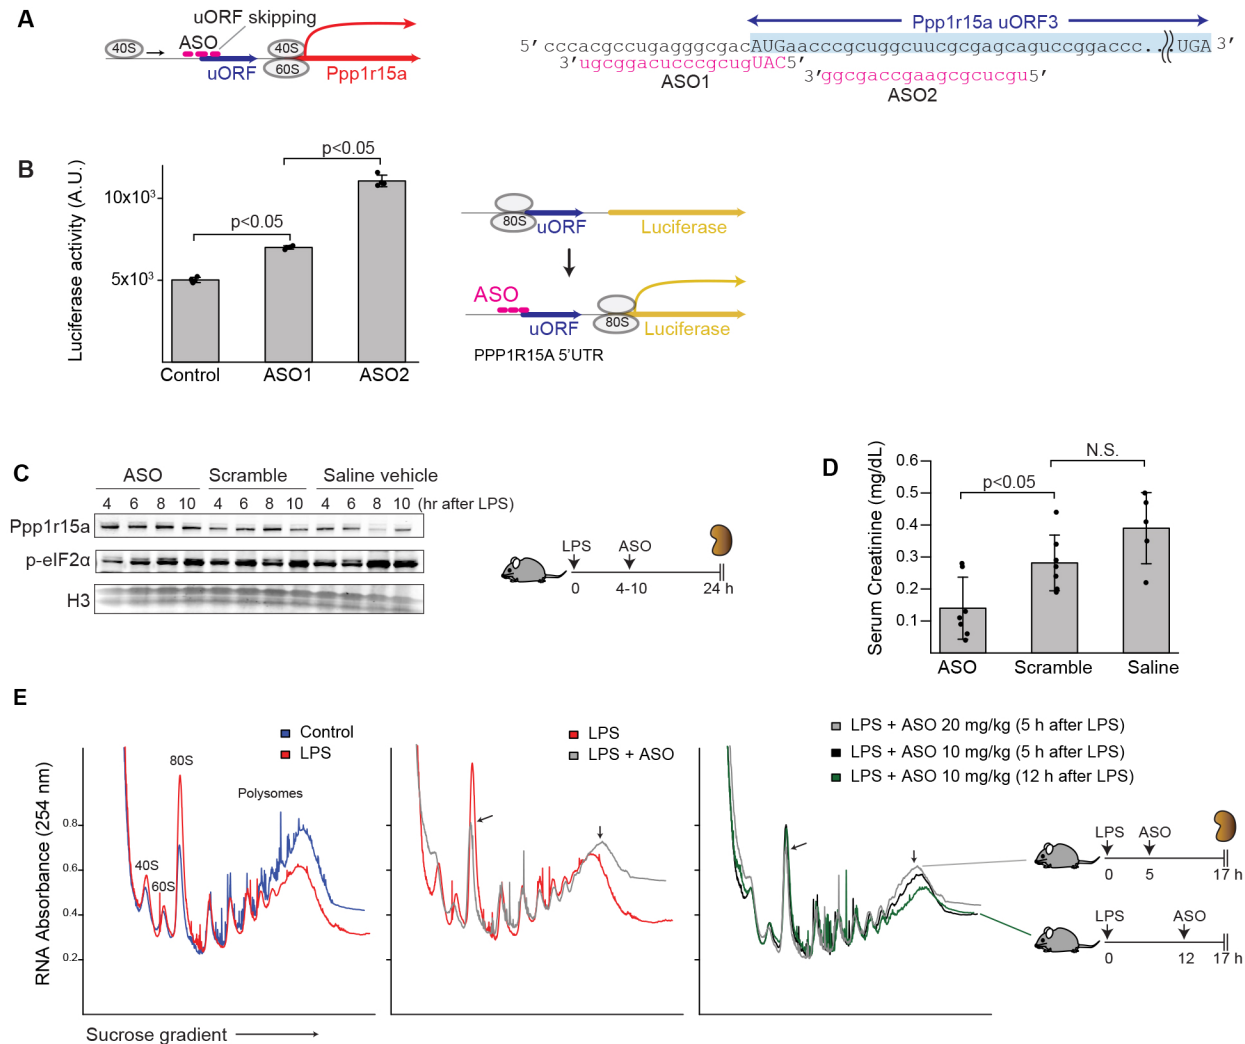 A
uORF skipping
40S
ASO
40S
60S
uORF
Ppp1r15a
Ppp1r15a uORF3
5’cccacgccugagggcgacAUGaacccgcuggcuucgcgagcaguccggaccc...UGA 3’
3’ugcggacucccgcugUAC5’
ASO1
3’ggcgaccgaagcgcucgu5’
ASO2
B
Luciferase activity (A.U.)
10x10³
5x10³
p<0.05
p<0.05
Control
ASO1
ASO2
80S
uORF
Luciferase
ASO
uORF
80S
Luciferase
PPP1R15A 5’UTR
C
ASO
Scramble
Saline vehicle
4 6 8 10 4 6 8 10 4 6 8 10 (hr after LPS)
Ppp1r15a
p-eIF2α
H3
LPS
ASO
0
4-10
24 h
D
Serum Creatinine (mg/dL)
0.6
0.5
0.4
0.3
0.2
0.1
p<0.05
N.S.
ASO
Scramble
Saline
E
RNA Absorbance (254 nm)
0.8
0.6
0.4
0.2
Control
LPS
40S
60S
80S
Polysomes
LPS
LPS + ASO
LPS + ASO 20 mg/kg (5 h after LPS)
LPS + ASO 10 mg/kg (5 h after LPS)
LPS + ASO 10 mg/kg (12 h after LPS)
LPS
ASO
0
5
17 h
LPS
ASO
0
12
17 h
Sucrose gradient